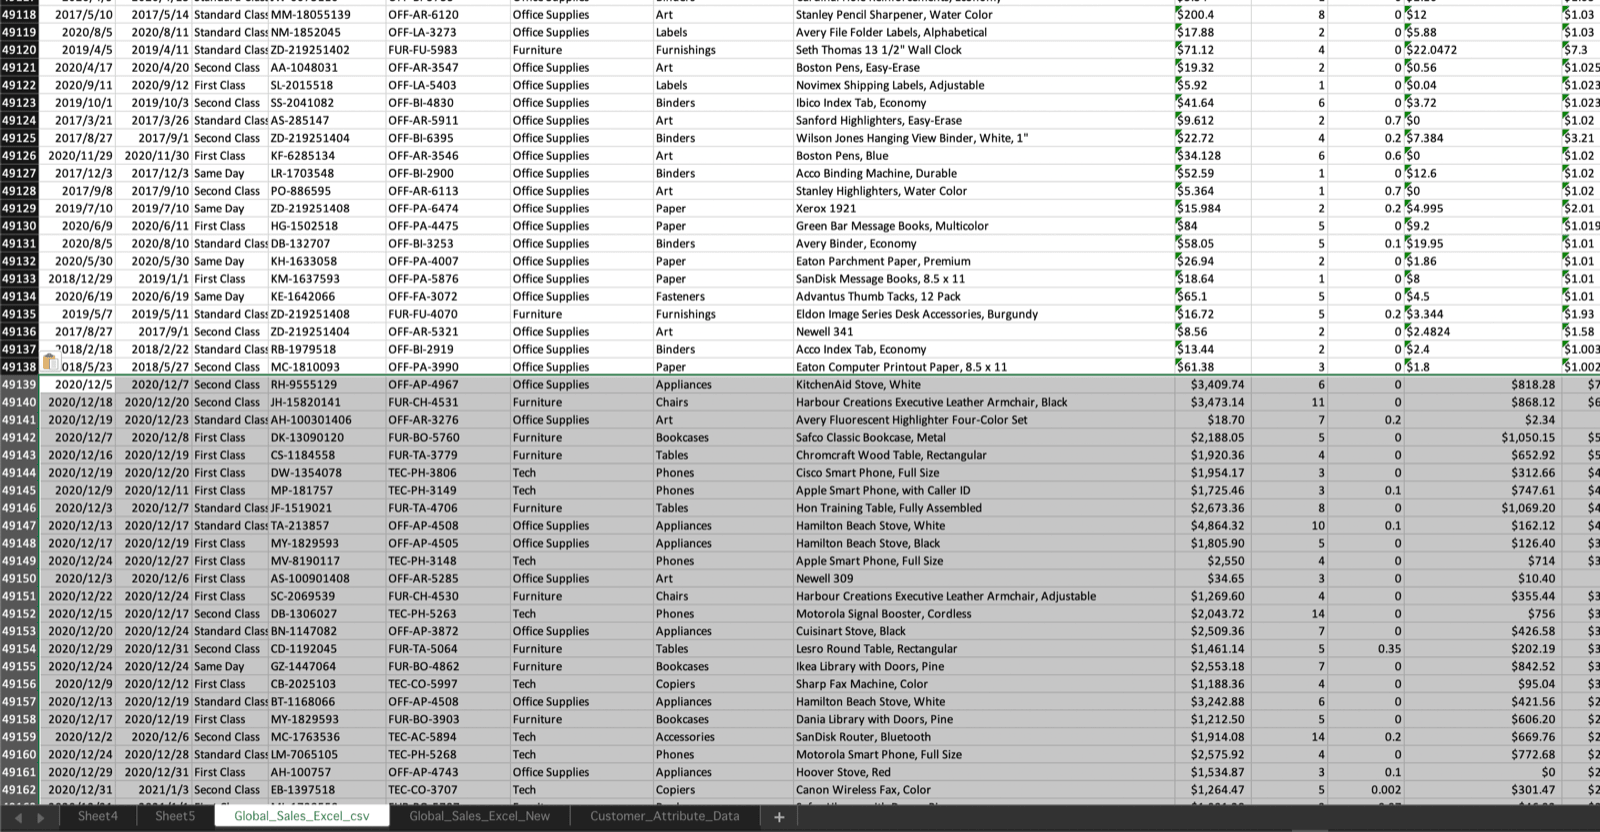 49118 2017/5/10 2017/5/14 Standard Class MM-18055139 OFF-AR-6120 Office Supplies Art Stanley Pencil Sharpener, Water Color $200.4 8 0 $12 $1.03
49119 2020/8/5 2020/8/11 Standard Class NM-1852045 OFF-LA-3273 Office Supplies Labels Avery File Folder Labels, Alphabetical $17.88 2 0 $5.88 $1.03
49120 2019/4/5 2019/4/11 Standard Class ZD-219251402 FUR-FU-5983 Furniture Furnishings Seth Thomas 13 1/2" Wall Clock $71.12 4 0 $22.0472 $7.3
49121 2020/4/17 2020/4/20 Second Class AA-1048031 OFF-AR-3547 Office Supplies Art Boston Pens, Easy-Erase $19.32 2 0 $0.56 $1.025
49122 2020/9/11 2020/9/12 First Class SL-2015518 OFF-LA-5403 Office Supplies Labels Novimex Shipping Labels, Adjustable $5.92 1 0 $0.04 $1.023
49123 2019/10/1 2019/10/3 Second Class SS-2041082 OFF-BI-4830 Office Supplies Binders Ibico Index Tab, Economy $41.64 6 0 $3.72 $1.023
49124 2017/3/21 2017/3/26 Standard Class AS-285147 OFF-AR-5911 Office Supplies Art Sanford Highlighters, Easy-Erase $9.612 2 0.7 $0 $1.02
49125 2017/8/27 2017/9/1 Second Class ZD-219251404 OFF-BI-6395 Office Supplies Binders Wilson Jones Hanging View Binder, White, 1" $22.72 4 0.2 $7.384 $3.21
49126 2020/11/29 2020/11/30 First Class KF-6285134 OFF-AR-3546 Office Supplies Art Boston Pens, Blue $34.128 6 0.6 $0 $1.02
49127 2017/12/3 2017/12/3 Same Day LR-1703548 OFF-BI-2900 Office Supplies Binders Acco Binding Machine, Durable $52.59 1 0 $12.6 $1.02
49128 2017/9/8 2017/9/10 Second Class PO-886595 OFF-AR-6113 Office Supplies Art Stanley Highlighters, Water Color $5.364 1 0.7 $0 $1.02
49129 2019/7/10 2019/7/10 Same Day ZD-219251408 OFF-PA-6474 Office Supplies Paper Xerox 1921 $15.984 2 0.2 $4.995 $2.01
49130 2020/6/9 2020/6/11 First Class HG-1502518 OFF-PA-4475 Office Supplies Paper Green Bar Message Books, Multicolor $84 5 0 $9.2 $1.019
49131 2020/8/5 2020/8/10 Standard Class DB-132707 OFF-BI-3253 Office Supplies Binders Avery Binder, Economy $58.05 5 0.1 $19.95 $1.01
49132 2020/5/30 2020/5/30 Same Day KH-1633058 OFF-PA-4007 Office Supplies Paper Eaton Parchment Paper, Premium $26.94 2 0 $1.86 $1.01
49133 2018/12/29 2019/1/1 First Class KM-1637593 OFF-PA-5876 Office Supplies Paper SanDisk Message Books, 8.5 x 11 $18.64 1 0 $8 $1.01
49134 2020/6/19 2020/6/19 Same Day KE-1642066 OFF-FA-3072 Office Supplies Fasteners Advantus Thumb Tacks, 12 Pack $65.1 5 0 $4.5 $1.01
49135 2019/5/7 2019/5/11 Standard Class ZD-219251408 FUR-FU-4070 Furniture Furnishings Eldon Image Series Desk Accessories, Burgundy $16.72 5 0.2 $3.344 $1.93
49136 2017/8/27 2017/9/1 Second Class ZD-219251404 OFF-AR-5321 Office Supplies Art Newell 341 $8.56 2 0 $2.4824 $1.58
49137 2018/2/18 2018/2/22 Standard Class RB-1979518 OFF-BI-2919 Office Supplies Binders Acco Index Tab, Economy $13.44 2 0 $2.4 $1.003
49138 018/5/23 2018/5/27 Second Class MC-1810093 OFF-PA-3990 Office Supplies Paper Eaton Computer Printout Paper, 8.5 x 11 $61.38 3 0 $1.8 $1.002
49139 2020/12/5 2020/12/7 Second Class RH-9555129 OFF-AP-4967 Office Supplies Appliances KitchenAid Stove, White $3,409.74 6 0 $818.28 $7
49140 2020/12/18 2020/12/20 Second Class JH-15820141 FUR-CH-4531 Furniture Chairs Harbour Creations Executive Leather Armchair, Black $3,473.14 11 0 $868.12 $6
49141 2020/12/19 2020/12/23 Standard Class AH-100301406 OFF-AR-3276 Office Supplies Art Avery Fluorescent Highlighter Four-Color Set $18.70 7 0.2 $2.34
49142 2020/12/7 2020/12/8 First Class DK-13090120 FUR-BO-5760 Furniture Bookcases Safco Classic Bookcase, Metal $2,188.05 5 0 $1,050.15 $5
49143 2020/12/16 2020/12/19 First Class CS-1184558 FUR-TA-3779 Furniture Tables Chromcraft Wood Table, Rectangular $1,920.36 4 0 $652.92 $5
49144 2020/12/19 2020/12/20 First Class DW-1354078 TEC-PH-3806 Tech Phones Cisco Smart Phone, Full Size $1,954.17 3 0 $312.66 $4
49145 2020/12/9 2020/12/11 First Class MP-181757 TEC-PH-3149 Tech Phones Apple Smart Phone, with Caller ID $1,725.46 3 0.1 $747.61 $4
49146 2020/12/3 2020/12/7 Standard Class JF-1519021 FUR-TA-4706 Furniture Tables Hon Training Table, Fully Assembled $2,673.36 8 0 $1,069.20 $4
49147 2020/12/13 2020/12/17 Standard Class TA-213857 OFF-AP-4508 Office Supplies Appliances Hamilton Beach Stove, White $4,864.32 10 0.1 $162.12 $4
49148 2020/12/17 2020/12/19 First Class MY-1829593 OFF-AP-4505 Office Supplies Appliances Hamilton Beach Stove, Black $1,805.90 5 0 $126.40 $3
49149 2020/12/24 2020/12/27 First Class MV-8190117 TEC-PH-3148 Tech Phones Apple Smart Phone, Full Size $2,550 4 0 $714 $3
49150 2020/12/3 2020/12/6 First Class AS-100901408 OFF-AR-5285 Office Supplies Art Newell 309 $34.65 3 0 $10.40
49151 2020/12/22 2020/12/24 First Class SC-2069539 FUR-CH-4530 Furniture Chairs Harbour Creations Executive Leather Armchair, Adjustable $1,269.60 4 0 $355.44 $3
49152 2020/12/15 2020/12/17 Second Class DB-1306027 TEC-PH-5263 Tech Phones Motorola Signal Booster, Cordless $2,043.72 14 0 $756 $3
49153 2020/12/20 2020/12/24 Standard Class BN-1147082 OFF-AP-3872 Office Supplies Appliances Cuisinart Stove, Black $2,509.36 7 0 $426.58 $3
49154 2020/12/29 2020/12/31 Second Class CD-1192045 FUR-TA-5064 Furniture Tables Lesro Round Table, Rectangular $1,461.14 5 0.35 $202.19 $3
49155 2020/12/24 2020/12/24 Same Day GZ-1447064 FUR-BO-4862 Furniture Bookcases Ikea Library with Doors, Pine $2,553.18 7 0 $842.52 $3
49156 2020/12/9 2020/12/12 First Class CB-2025103 TEC-CO-5997 Tech Copiers Sharp Fax Machine, Color $1,188.36 4 0 $95.04 $3
49157 2020/12/13 2020/12/19 Standard Class BT-1168066 OFF-AP-4508 Office Supplies Appliances Hamilton Beach Stove, White $3,242.88 6 0 $421.56 $2
49158 2020/12/17 2020/12/19 First Class MY-1829593 FUR-BO-3903 Furniture Bookcases Dania Library with Doors, Pine $1,212.50 5 0 $606.20 $2
49159 2020/12/2 2020/12/6 Second Class MC-1763536 TEC-AC-5894 Tech Accessories SanDisk Router, Bluetooth $1,914.08 14 0.2 $669.76 $2
49160 2020/12/24 2020/12/28 Standard Class LM-7065105 TEC-PH-5268 Tech Phones Motorola Smart Phone, Full Size $2,575.92 4 0 $772.68 $2
49161 2020/12/29 2020/12/31 First Class AH-100757 OFF-AP-4743 Office Supplies Appliances Hoover Stove, Red $1,534.87 3 0.1 $0 $2
49162 2020/12/31 2021/1/3 Second Class EB-1397518 TEC-CO-3707 Tech Copiers Canon Wireless Fax, Color $1,264.47 5 0.002 $301.47 $2
Sheet4 Sheet5 Global_Sales_Excel_csv Global_Sales_Excel_New Customer_Attribute_Data +